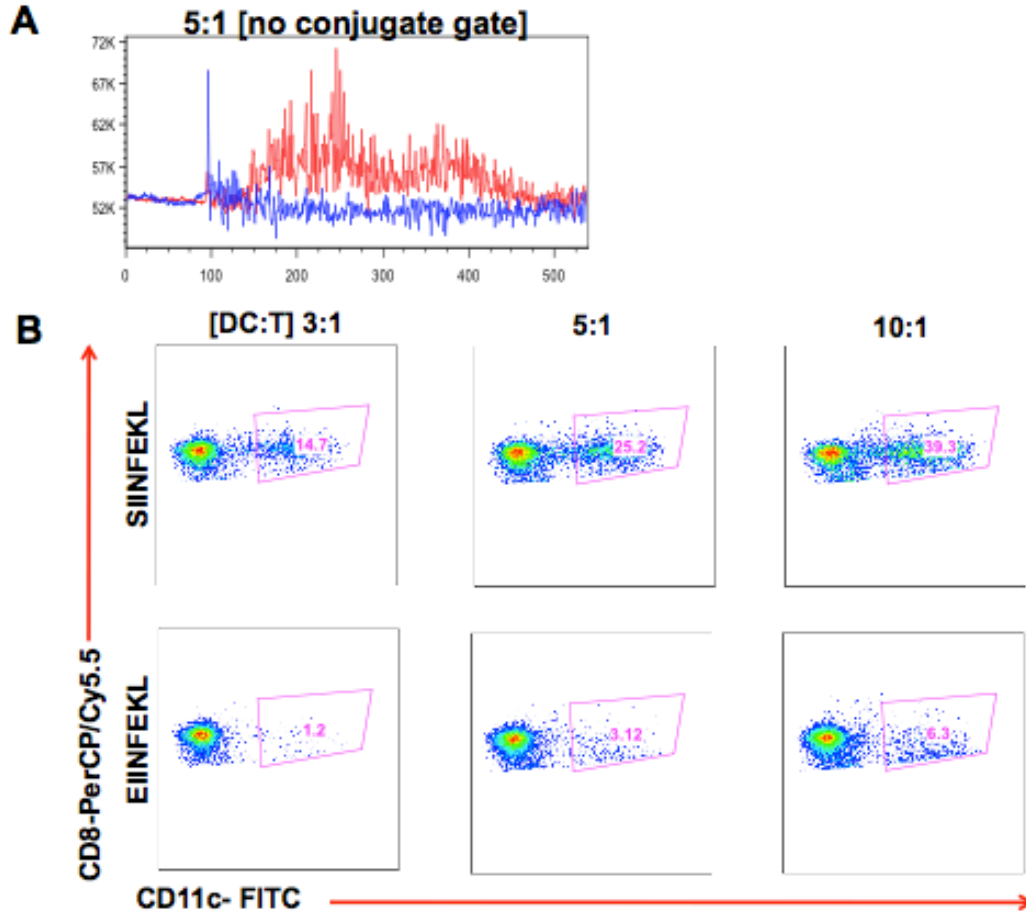 A
5:1 [no conjugate gate]
72K
67K
62K
57K
52K
0 100 200 300 400 500
B
[DC:T] 3:1 5:1 10:1
SIINFEKL
14.7 25.2 39.3
EIINFEKL
1.2 3.12 6.3
CD8-PerCP/Cy5.5
CD11c- FITC